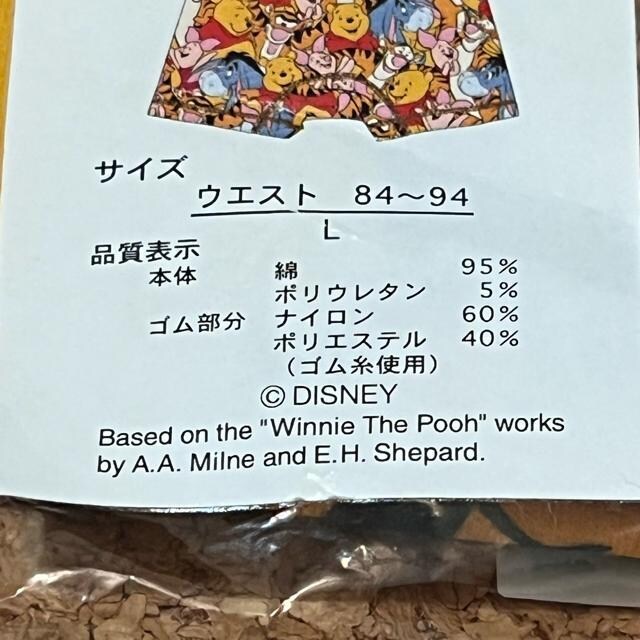 サイズ
ウエスト 84〜94
L
品質表示
本体 綿 95%
ポリウレタン 5%
ゴム部分 ナイロン 60%
ポリエステル 40%
(ゴム糸使用)
© DISNEY
Based on the "Winnie The Pooh" works
by A.A. Milne and E.H. Shepard.